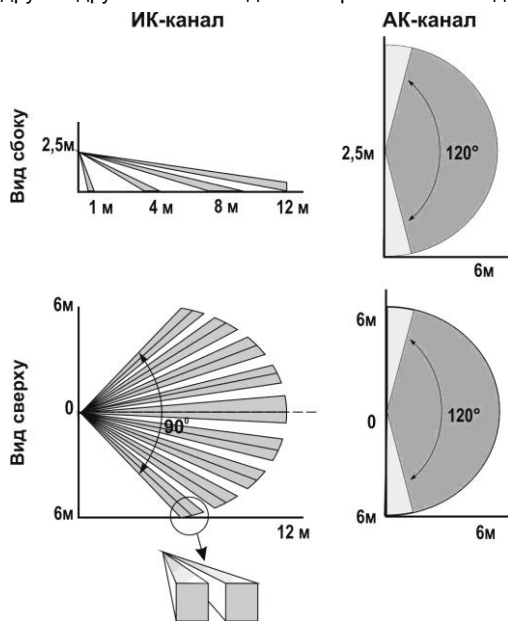 ИК-канал
АК-канал
Вид сбоку
2,5м
1 м
4 м
8 м
12 м
2,5м
120°
6м
Вид сверху
6м
0
6м
90°
12 м
6м
0
6м
120°
6м